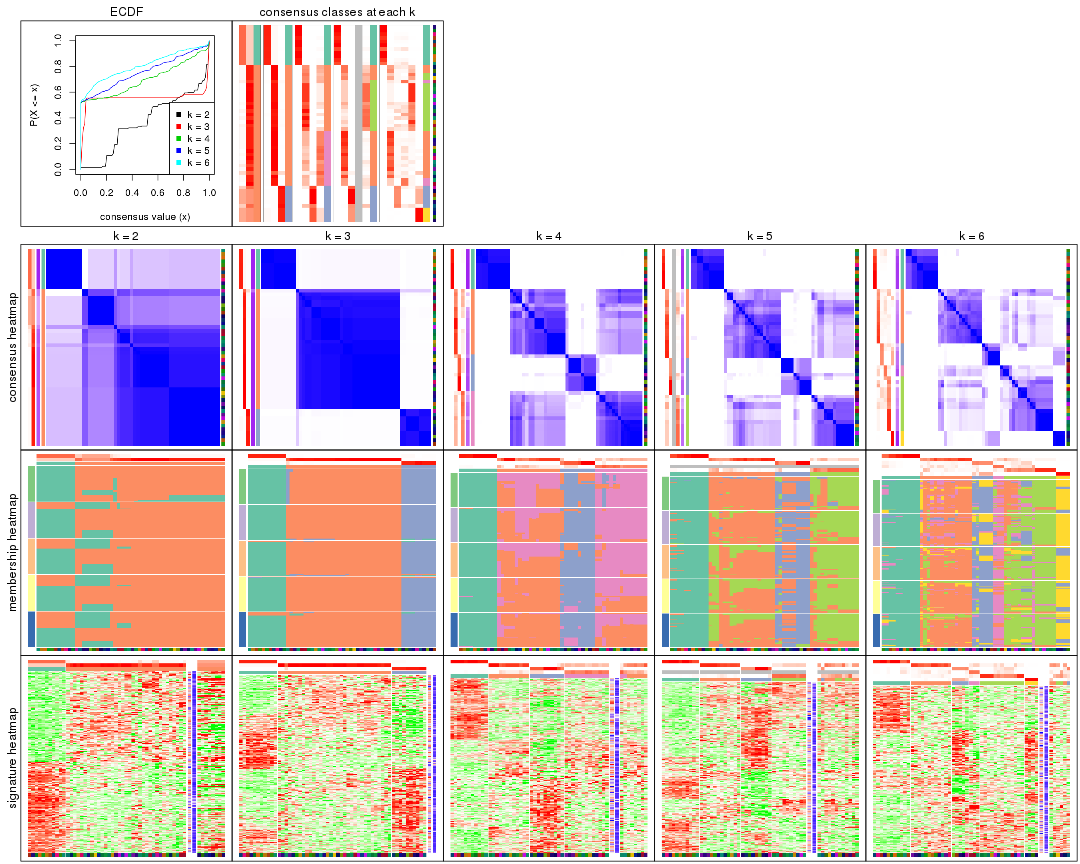 ECDF
consensus classes at each k
P(X <= x)
0.0
0.2
0.4
0.6
0.8
1.0
k = 2
k = 3
k = 4
k = 5
k = 6
0.0 0.2 0.4 0.6 0.8 1.0
consensus value (x)
k = 2
k = 3
k = 4
k = 5
k = 6
consensus heatmap
membership heatmap
signature heatmap